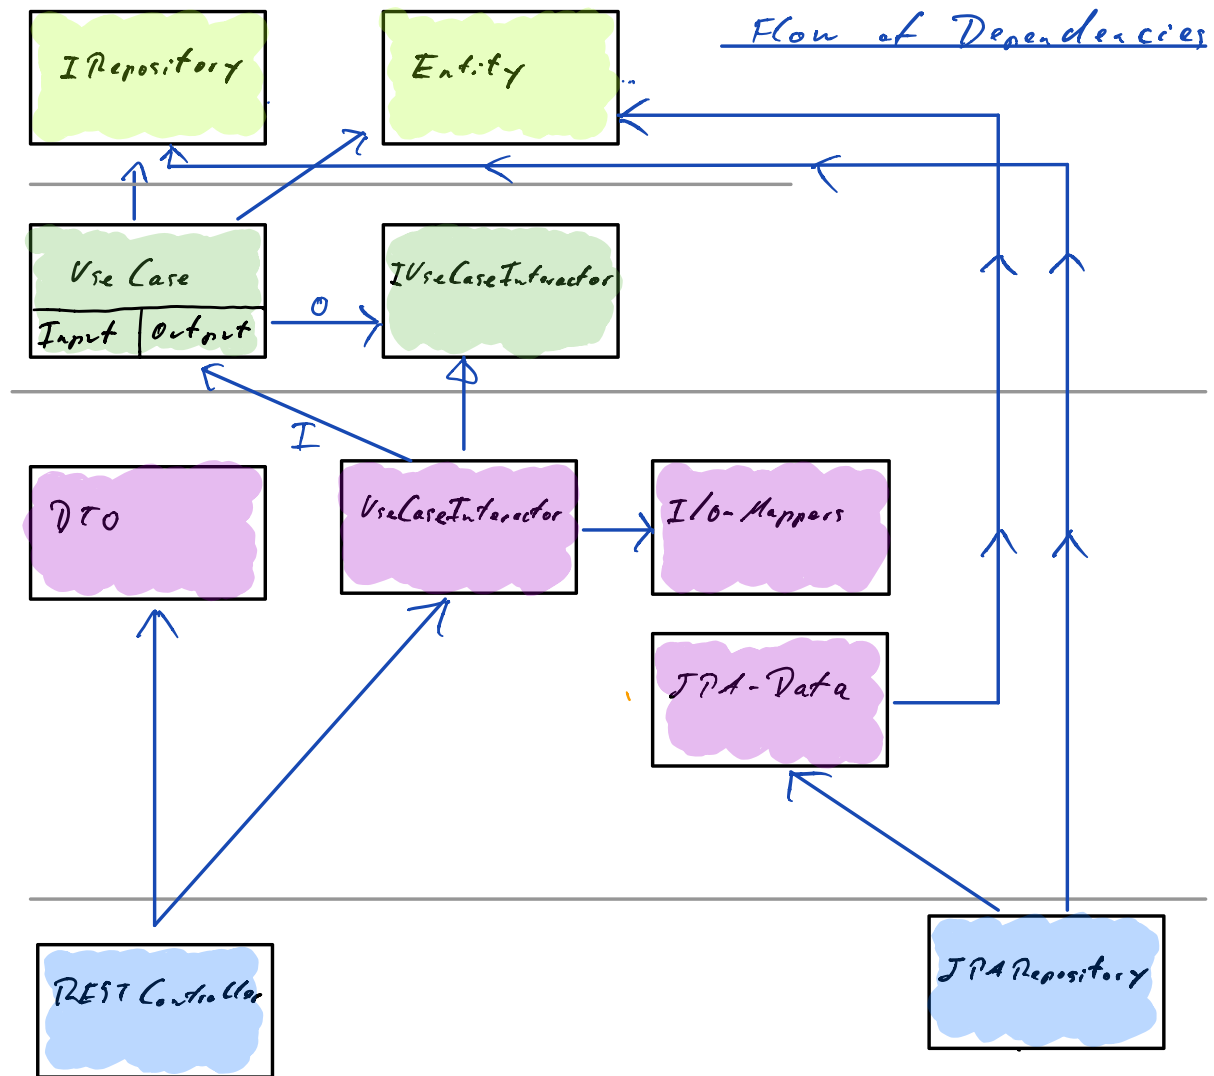 Flow of Dependencies
IRepository
Entity
Use Case
Input
Output
O
IUseCaseInteractor
I
DTO
UseCaseInteractor
I/O-Mappers
JPA-Data
REST Controller
JPARepository